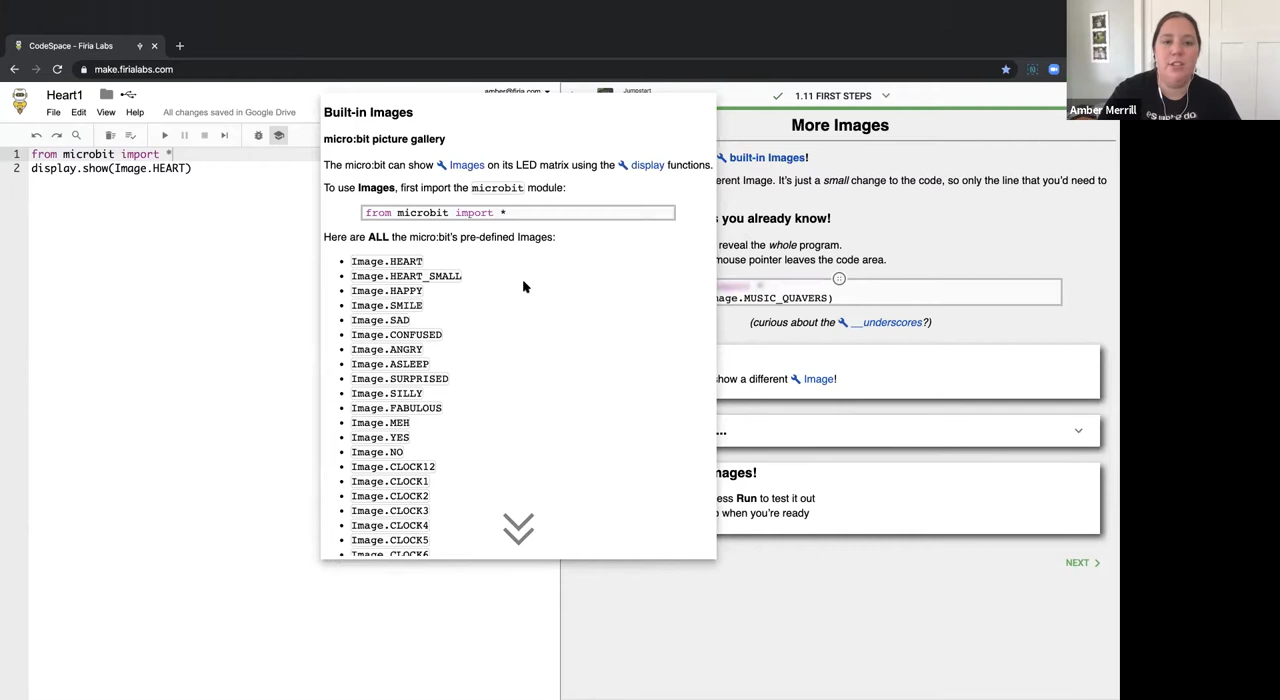 CodeSpace - Firia Labs
make.firialabs.com
Amber Merrill
Heart1
File Edit View Help All changes saved in Google Drive
1 from microbit import *
2 display.show(Image.HEART)
amber@firia.com
Built-in Images
micro:bit picture gallery
The micro:bit can show Images on its LED matrix using the display functions.
To use Images, first import the microbit module:
from microbit import *
Here are ALL the micro:bit's pre-defined Images:
• Image.HEART
• Image.HEART_SMALL
• Image.HAPPY
• Image.SMILE
• Image.SAD
• Image.CONFUSED
• Image.ANGRY
• Image.ASLEEP
• Image.SURPRISED
• Image.SILLY
• Image.FABULOUS
• Image.MEH
• Image.YES
• Image.NO
• Image.CLOCK12
• Image.CLOCK1
• Image.CLOCK2
• Image.CLOCK3
• Image.CLOCK4
• Image.CLOCK5
• Image.CLOCK6
Jumpstart
1.11 FIRST STEPS
More Images
built-in Images!
erent Image. It's just a small change to the code, so only the line that you'd need to
s you already know!
reveal the whole program.
mouse pointer leaves the code area.
age.MUSIC_QUAVERS)
(curious about the __underscores?)
how a different Image!
...
mages!
ess Run to test it out
when you're ready
NEXT